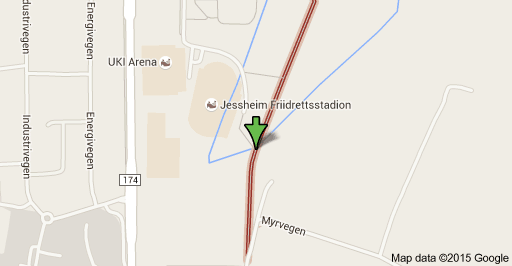 Industrivegen
Energivegen
UKI Arena
Jessheim Friidrettsstadion
Industrivegen
Energivegen
174
Myrvegen
Map data ©2015 Google